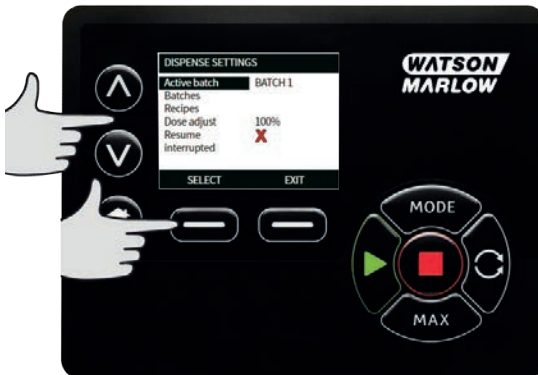 DISPENSE SETTINGS
Active batch BATCH 1
Batches
Recipes
Dose adjust 100%
Resume
interrupted
SELECT EXIT
WATSON
MARLOW
MODE
MAX